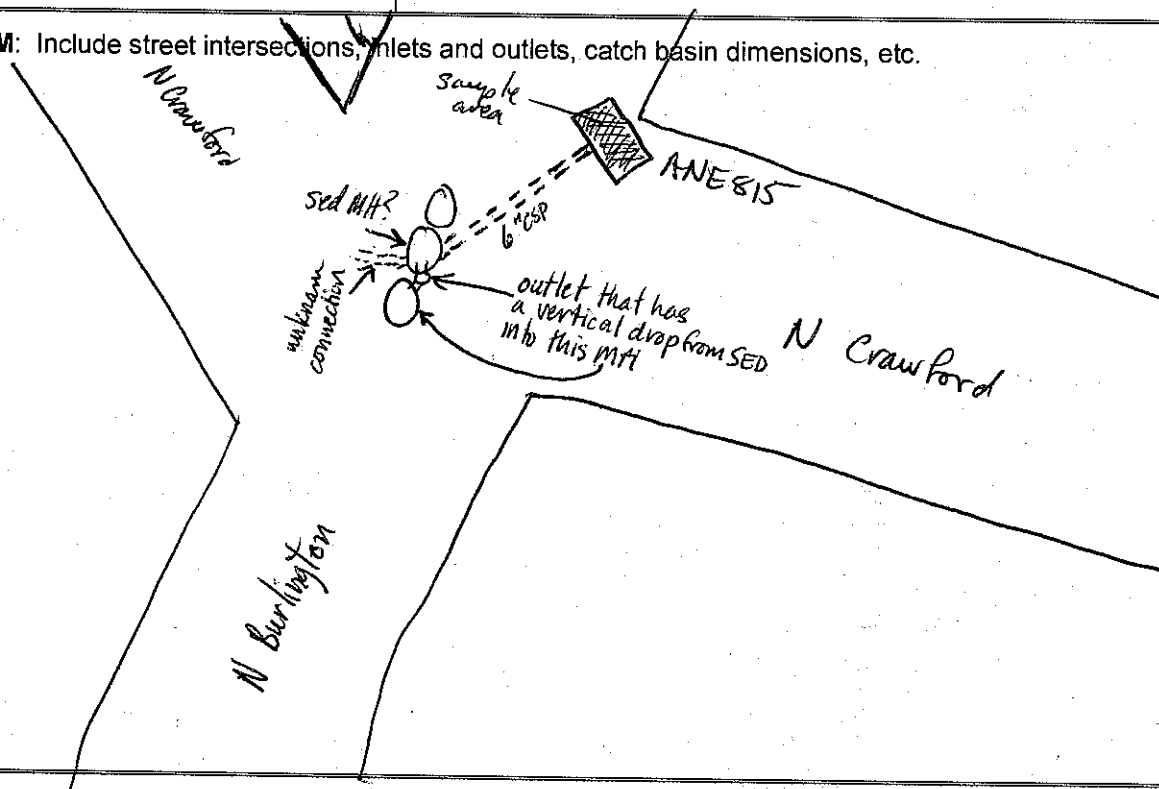 M: Include street intersections, inlets and outlets, catch basin dimensions, etc.
N Crawford
sample
area
ANE815
sed MH?
6" CSP
unknown
connection
outlet that has
a vertical drop from SED
into this MH
N Crawford
N Burlington